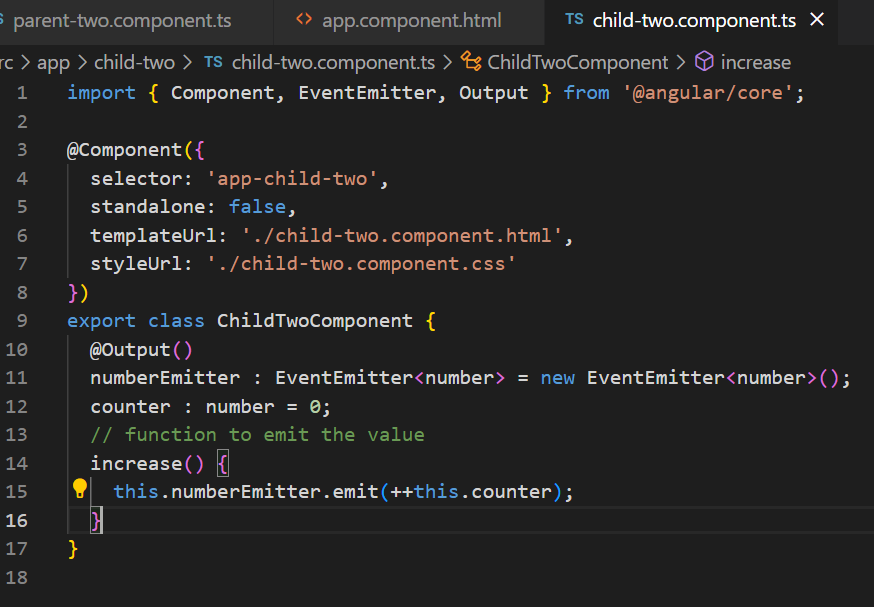 parent-two.component.ts <> app.component.html TS child-two.component.ts ×
rc > app > child-two > TS child-two.component.ts > ChildTwoComponent > increase
1 import { Component, EventEmitter, Output } from '@angular/core';
2
3 @Component({
4   selector: 'app-child-two',
5   standalone: false,
6   templateUrl: './child-two.component.html',
7   styleUrl: './child-two.component.css'
8 })
9 export class ChildTwoComponent {
10   @Output()
11   numberEmitter : EventEmitter<number> = new EventEmitter<number>();
12   counter : number = 0;
13   // function to emit the value
14   increase() {
15     this.numberEmitter.emit(++this.counter);
16   }
17 }
18